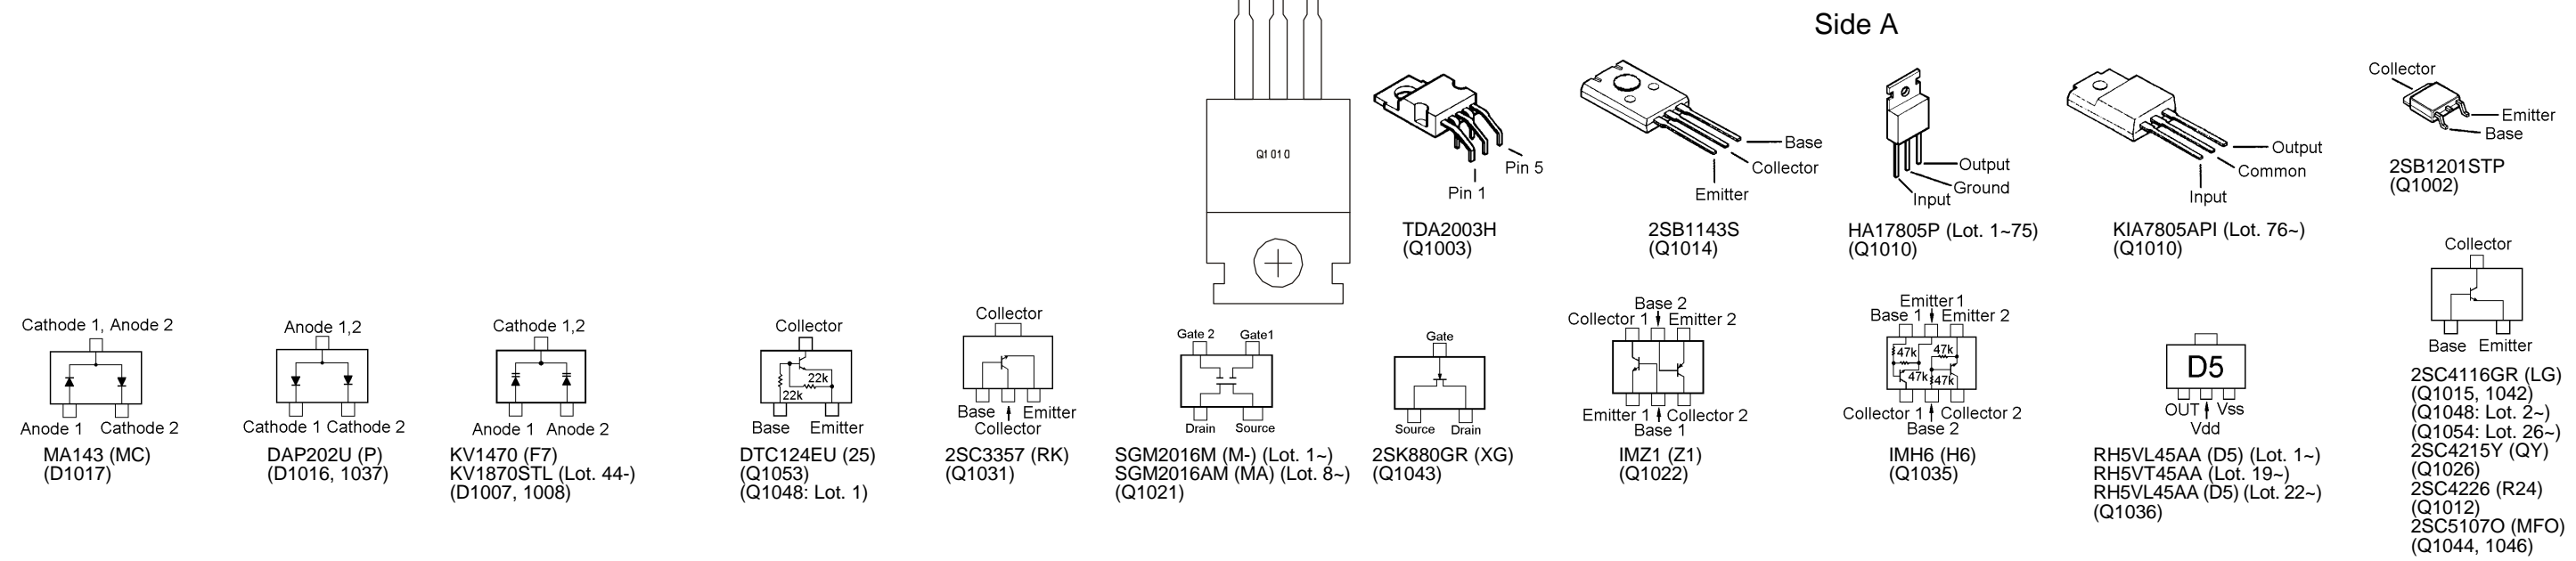 Side A
Q1010
Pin 5
Pin 1
TDA2003H
(Q1003)
Base
Collector
Emitter
2SB1143S
(Q1014)
Output
Ground
Input
HA17805P (Lot. 1~75)
(Q1010)
Output
Common
Input
KIA7805API (Lot. 76~)
(Q1010)
Collector
Emitter
Base
2SB1201STP
(Q1002)
Cathode 1, Anode 2
Anode 1 Cathode 2
MA143 (MC)
(D1017)
Anode 1,2
Cathode 1 Cathode 2
DAP202U (P)
(D1016, 1037)
Cathode 1,2
Anode 1 Anode 2
KV1470 (F7)
KV1870STL (Lot. 44-)
(D1007, 1008)
Collector
22k
22k
Base Emitter
DTC124EU (25)
(Q1053)
(Q1048: Lot. 1)
Collector
Base Emitter
Collector
2SC3357 (RK)
(Q1031)
Gate 2 Gate1
Drain Source
SGM2016M (M-) (Lot. 1~)
SGM2016AM (MA) (Lot. 8~)
(Q1021)
Gate
Source Drain
2SK880GR (XG)
(Q1043)
Base 2
Collector 1 Emitter 2
Emitter 1 Collector 2
Base 1
IMZ1 (Z1)
(Q1022)
Emitter 1
Base 1 Emitter 2
47k 47k
47k 47k
Collector 1 Collector 2
Base 2
IMH6 (H6)
(Q1035)
D5
OUT Vss
Vdd
RH5VL45AA (D5) (Lot. 1~)
RH5VT45AA (Lot. 19~)
RH5VL45AA (D5) (Lot. 22~)
(Q1036)
Collector
Base Emitter
2SC4116GR (LG)
(Q1015, 1042)
(Q1048: Lot. 2~)
(Q1054: Lot. 26~)
2SC4215Y (QY)
(Q1026)
2SC4226 (R24)
(Q1012)
2SC5107O (MFO)
(Q1044, 1046)